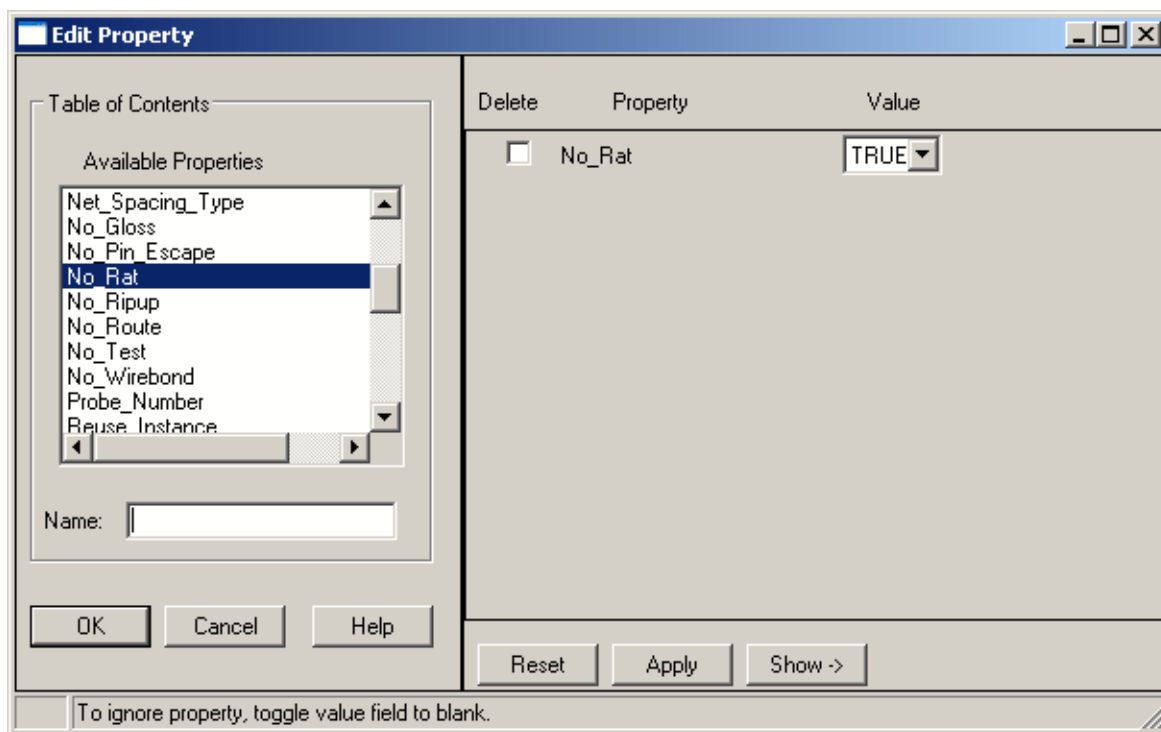 Edit Property
Table of Contents
Available Properties
Net_Spacing_Type
No_Gloss
No_Pin_Escape
No_Rat
No_Ripup
No_Route
No_Test
No_Wirebond
Probe_Number
Reuse_Instance
Name:
OK Cancel Help
Delete Property Value
No_Rat TRUE
Reset Apply Show ->
To ignore property, toggle value field to blank.